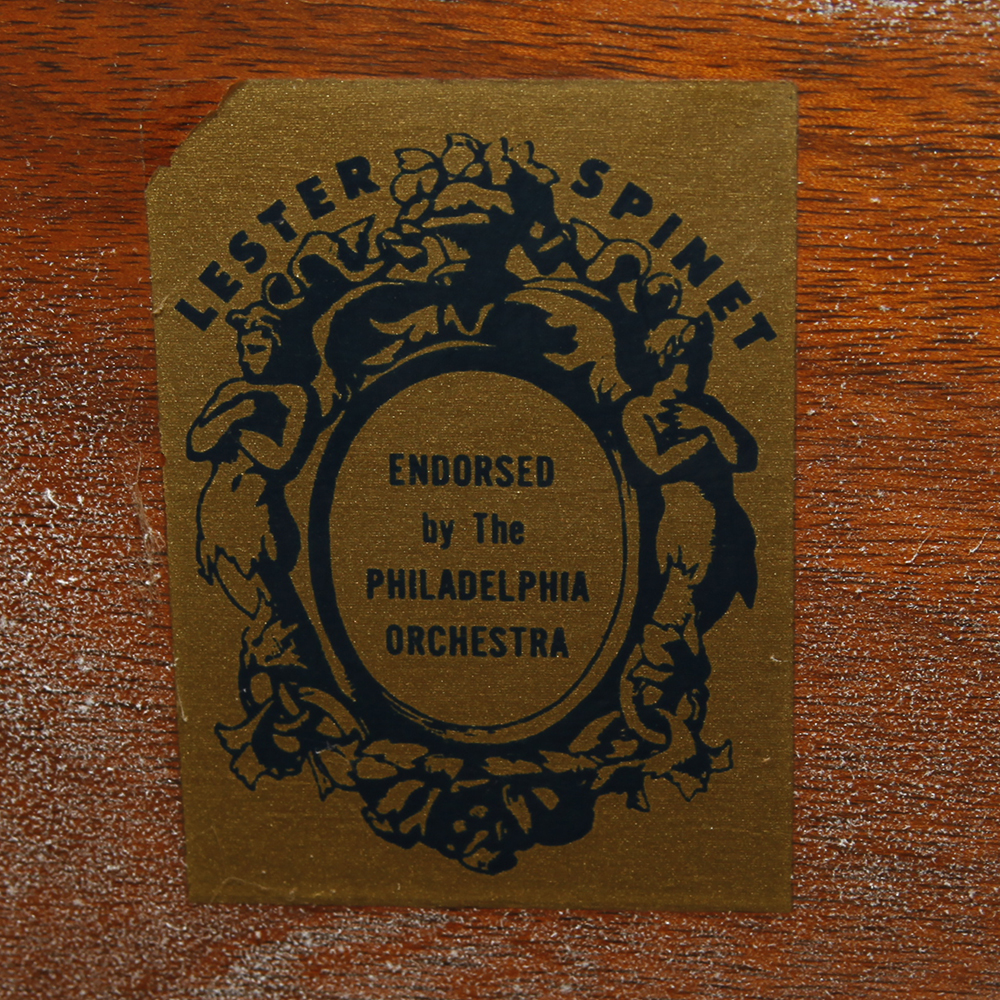 LESTER SPINET
ENDORSED
by The
PHILADELPHIA
ORCHESTRA